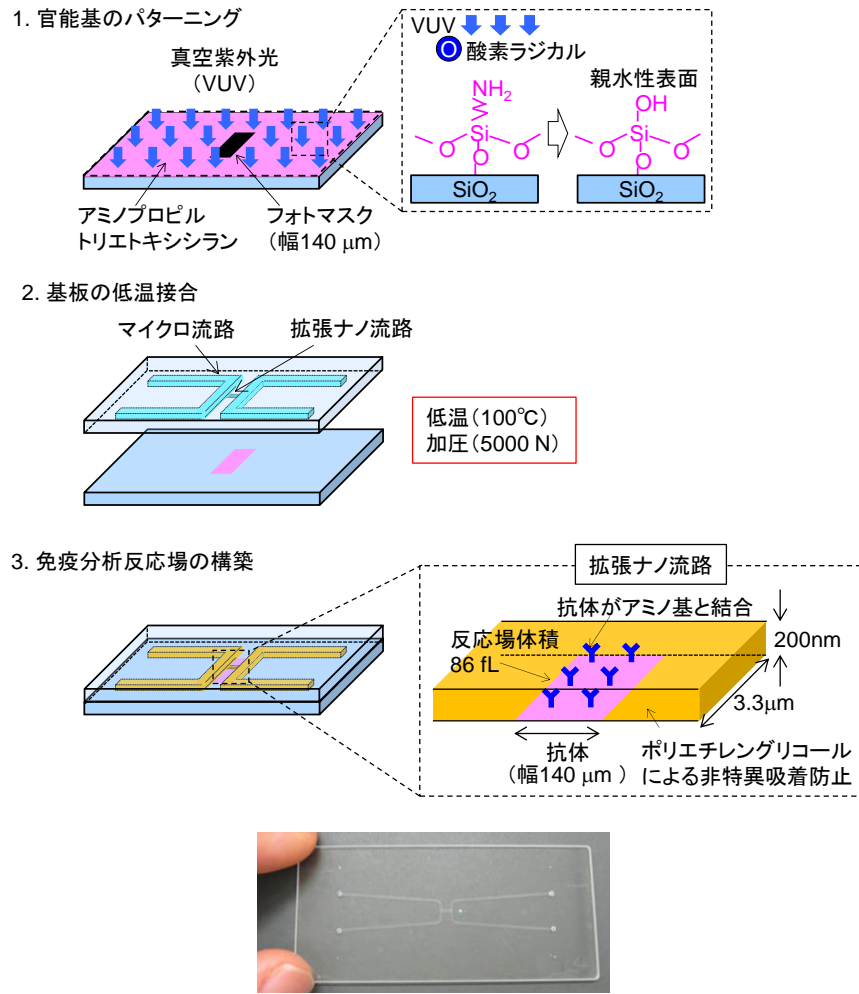 1. 官能基のパターニング
真空紫外光
（VUV）
アミノプロピル
トリエトキシシラン
フォトマスク
（幅140 μm）
VUV
O 酸素ラジカル
親水性表面
NH2
Si
O
O
O
SiO2
OH
Si
O
O
O
SiO2
2. 基板の低温接合
マイクロ流路
拡張ナノ流路
低温（100℃）
加圧（5000 N）
3. 免疫分析反応場の構築
拡張ナノ流路
抗体がアミノ基と結合
反応場体積
86 fL
200nm
3.3μm
抗体
（幅140 μm ）
ポリエチレングリコール
による非特異吸着防止